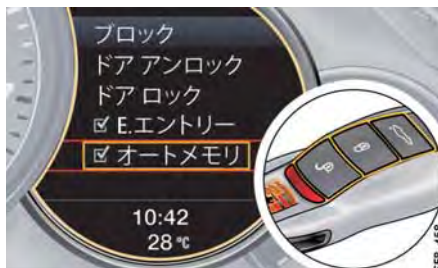 ブロック
ドア アンロック
ドア ロック
☑ E.エントリー
☑ オートメモリ
10:42
28 ℃